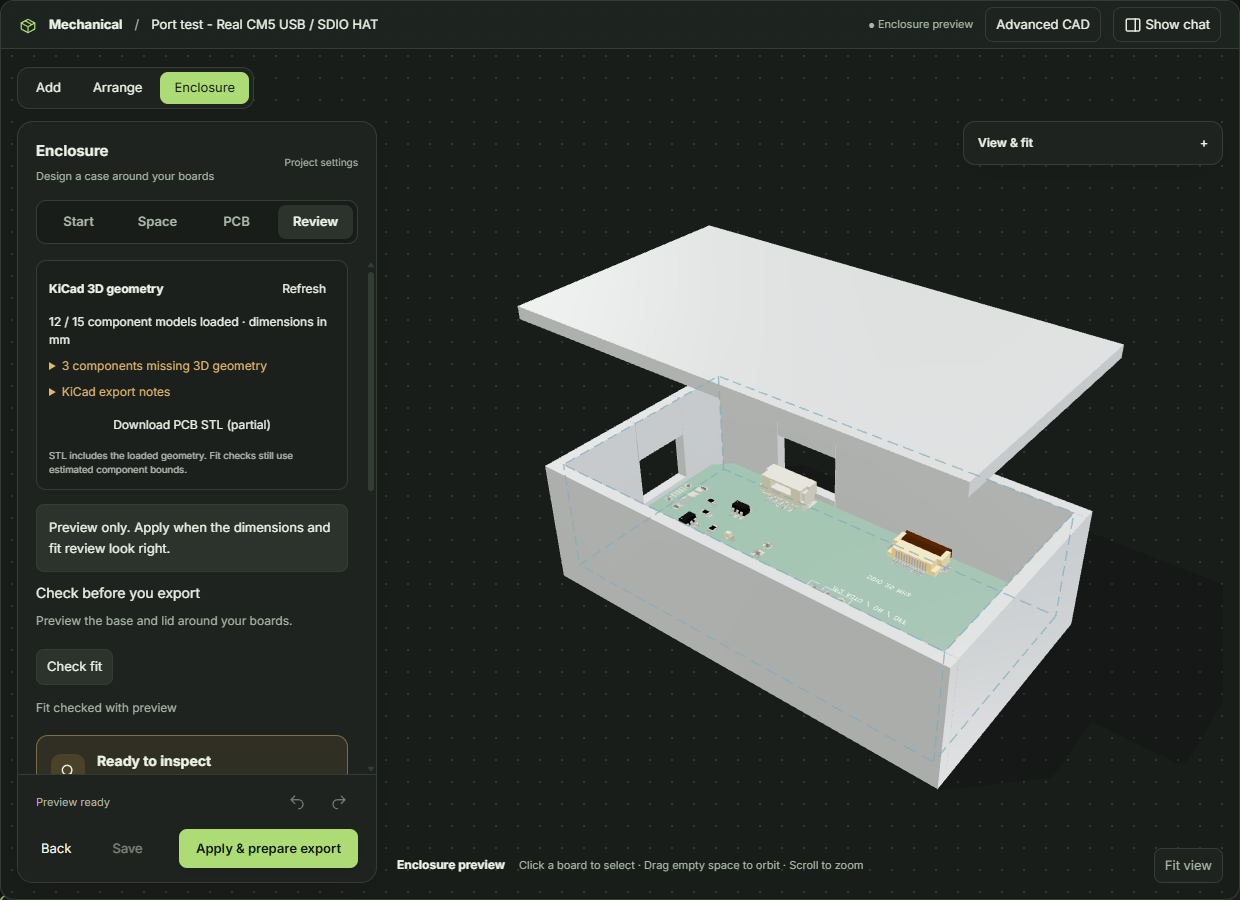 Mechanical / Port test - Real CM5 USB / SDIO HAT
Enclosure preview
Advanced CAD
Show chat
Add
Arrange
Enclosure
Enclosure
Design a case around your boards
Project settings
Start
Space
PCB
Review
KiCad 3D geometry
Refresh
12 / 15 component models loaded · dimensions in
mm
3 components missing 3D geometry
KiCad export notes
Download PCB STL (partial)
STL includes the loaded geometry. Fit checks still use
estimated component bounds.
Preview only. Apply when the dimensions and
fit review look right.
Check before you export
Preview the base and lid around your boards.
Check fit
Fit checked with preview
Ready to inspect
Preview ready
Back
Save
Apply & prepare export
View & fit
+
Enclosure preview
Click a board to select · Drag empty space to orbit · Scroll to zoom
Fit view